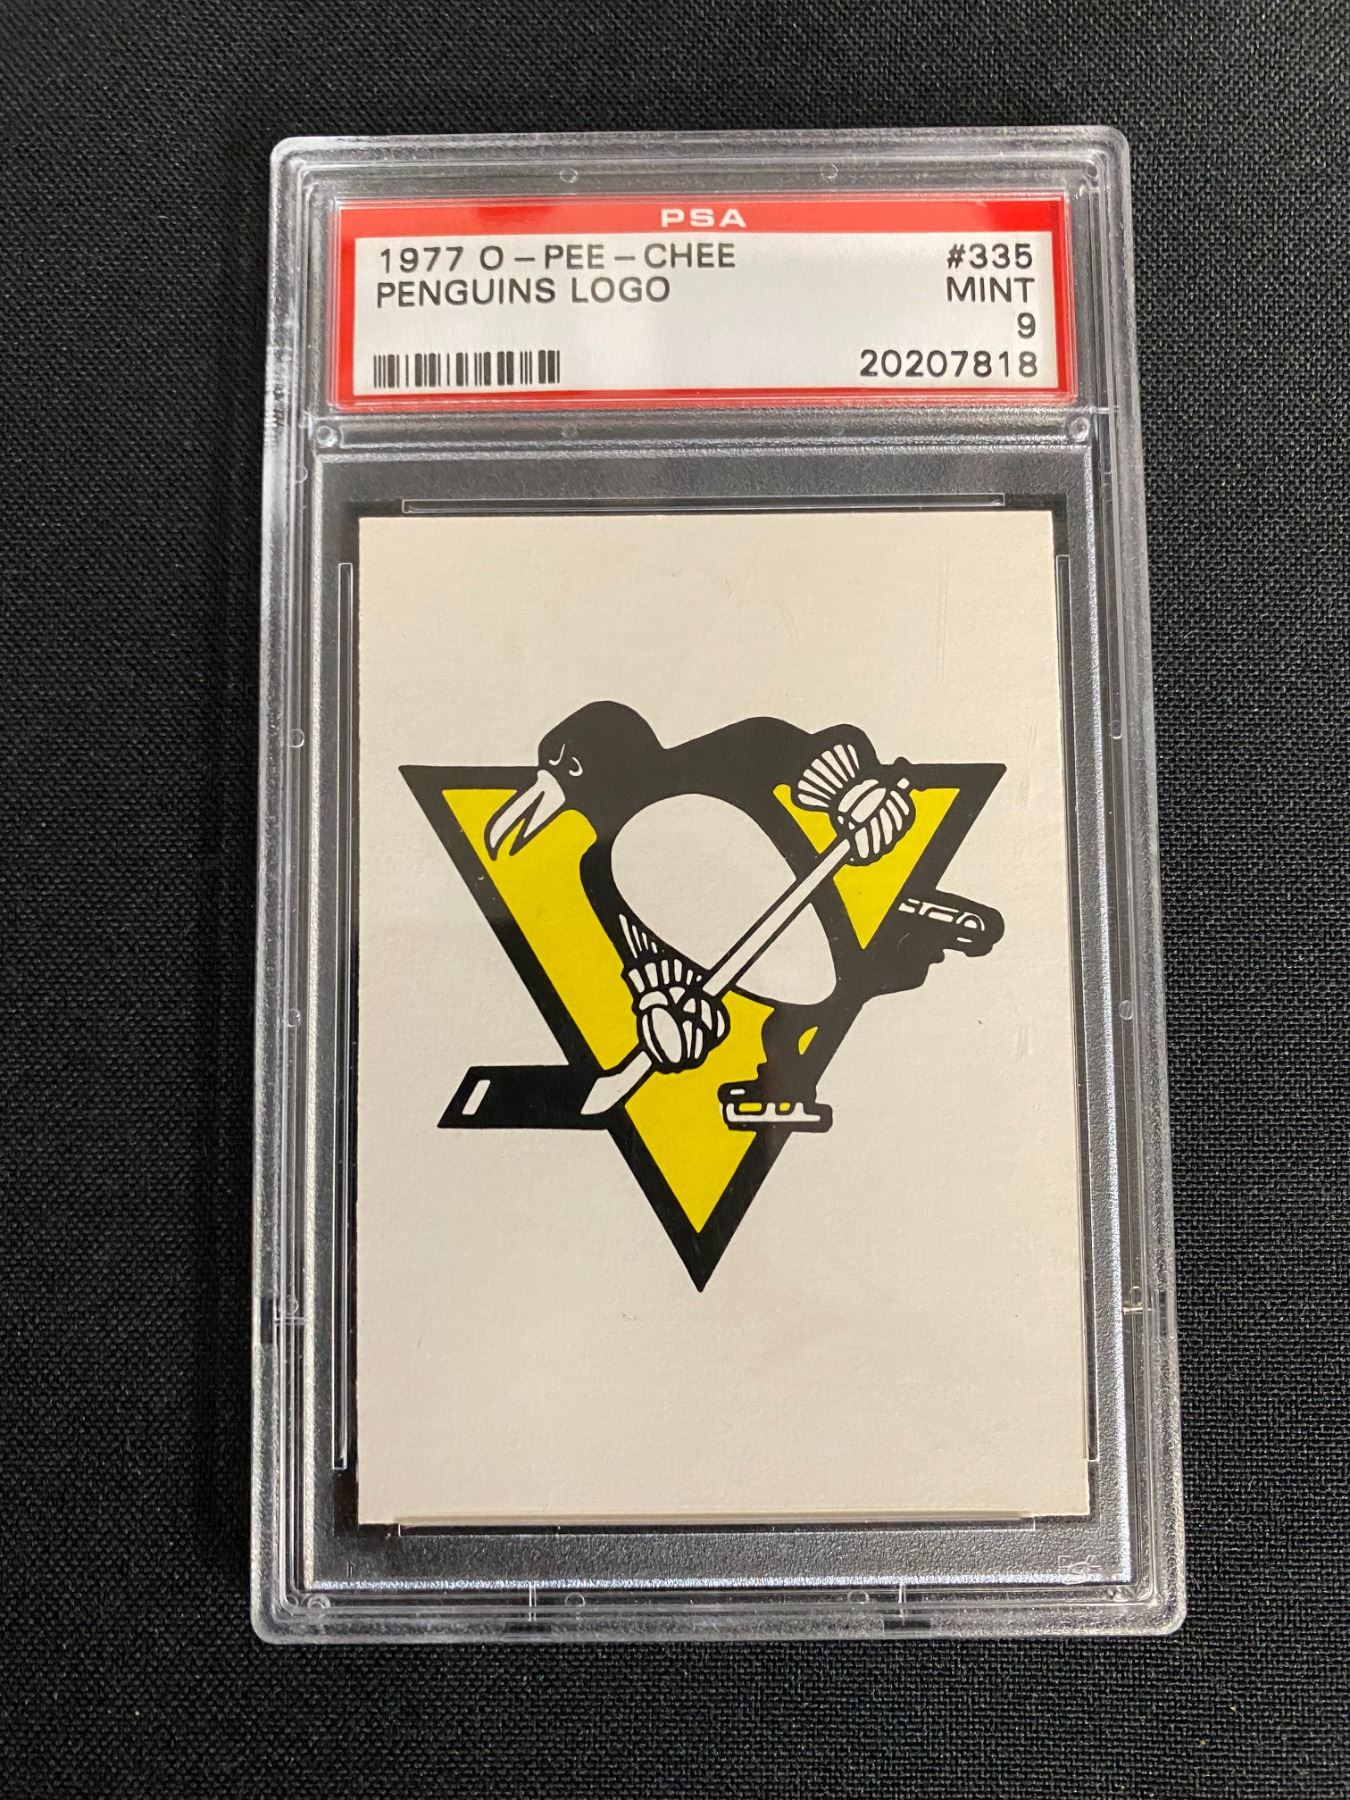 PSA
1977 O-PEE-CHEE #335
PENGUINS LOGO MINT
9
20207818